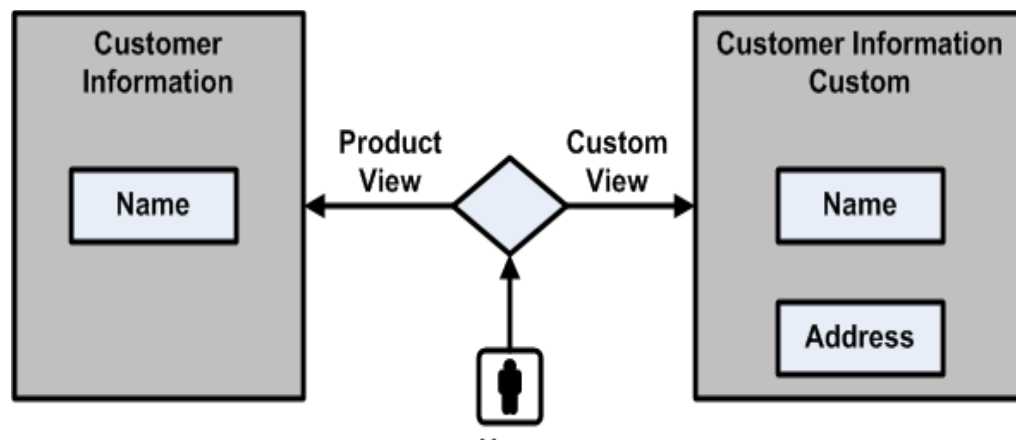 Customer
Information
Name
Product
View
Custom
View
Customer Information
Custom
Name
Address